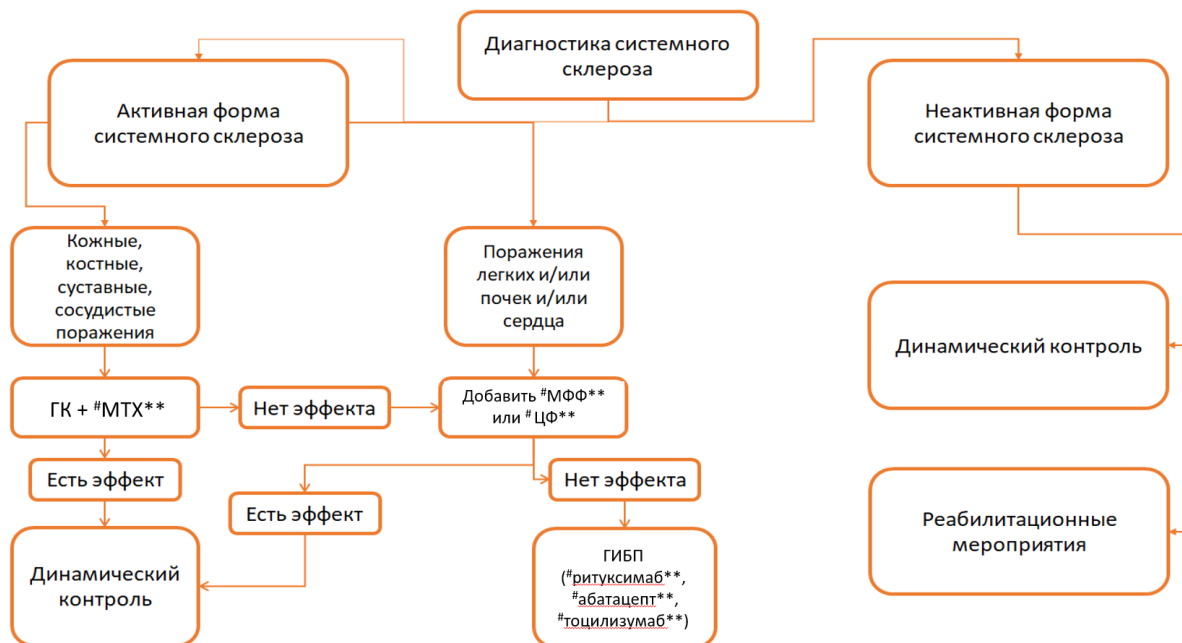 Диагностика системного
склероза
Активная форма
системного склероза
Неактивная форма
системного склероза
Кожные,
костные,
суставные,
сосудистые
поражения
Поражения
легких и/или
почек и/или
сердца
Динамический контроль
ГК + #МТХ**
Нет эффекта
Добавить #МФФ**
или #ЦФ**
Есть эффект
Есть эффект
Нет эффекта
Реабилитационные
мероприятия
Динамический
контроль
ГИБП
(#ритуксимаб**,
#абатацепт**,
#тоцилизумаб**)